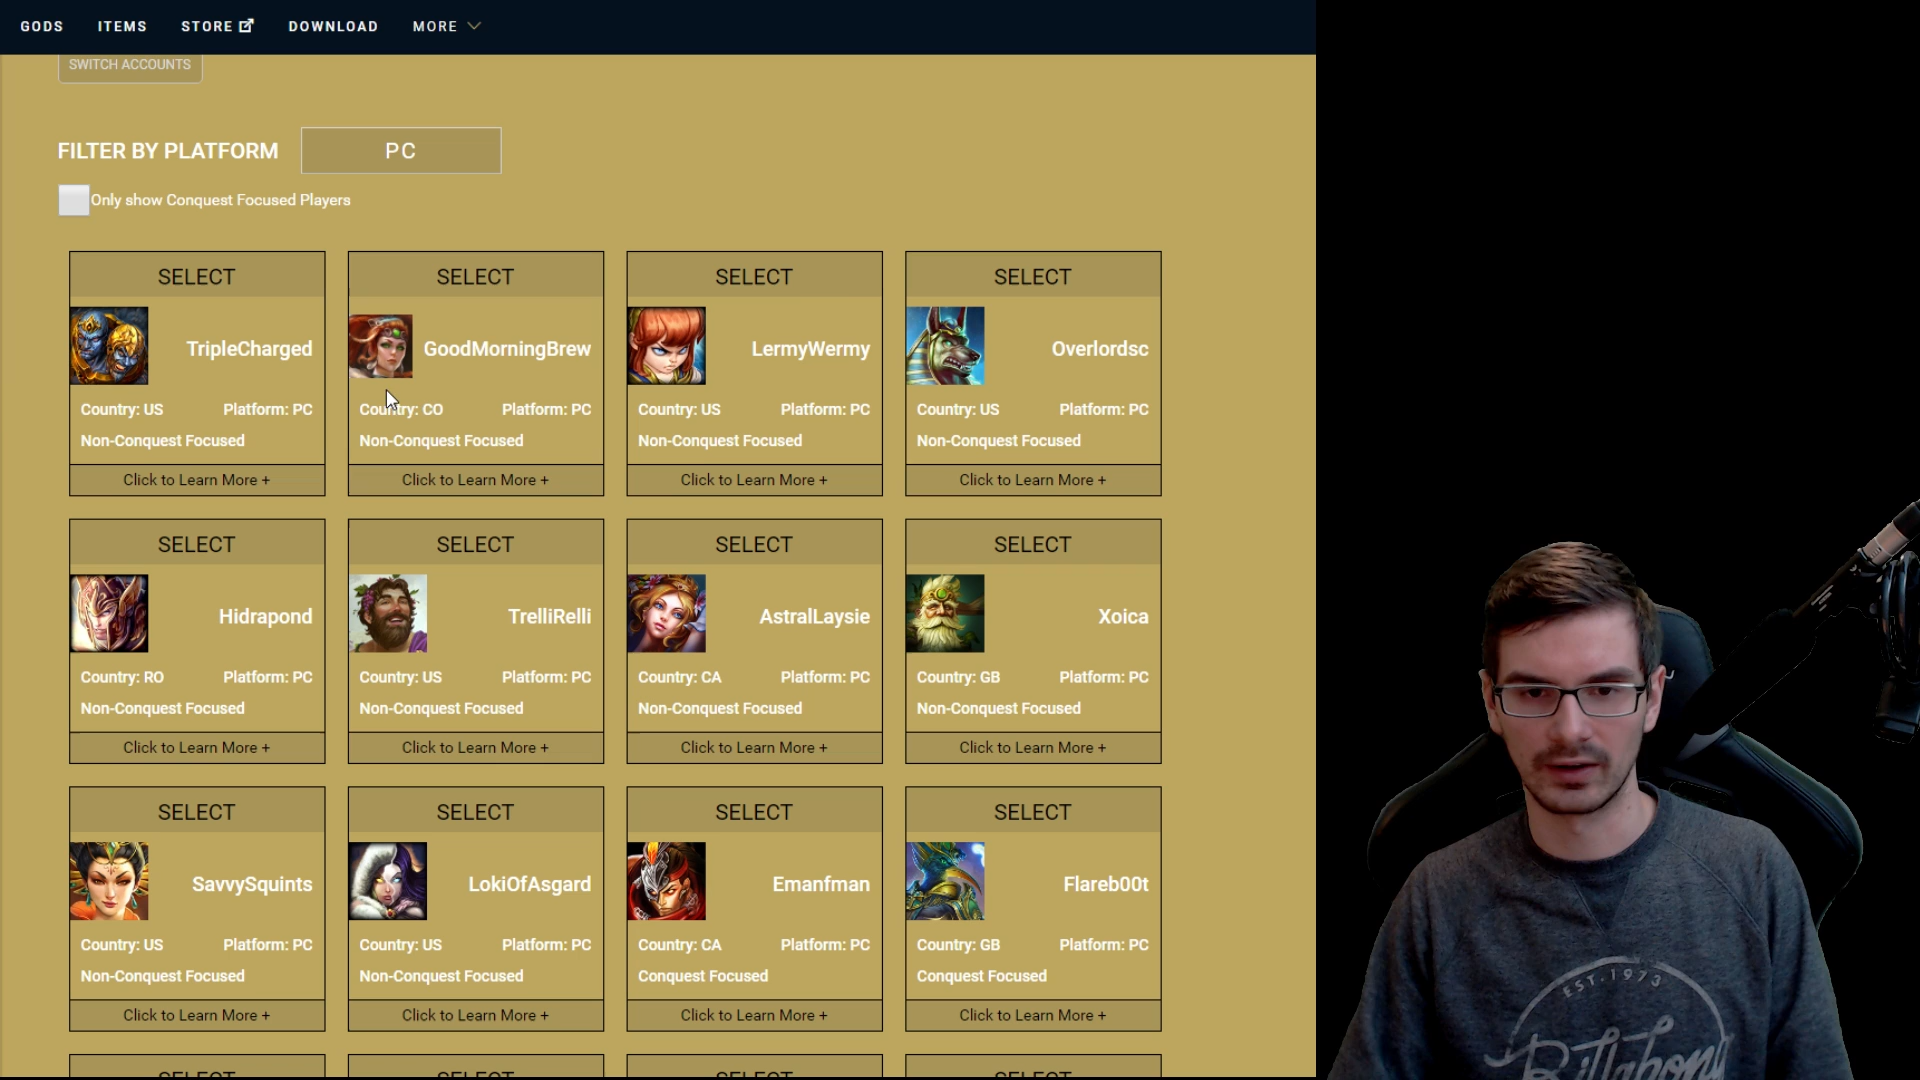 GODS ITEMS STORE DOWNLOAD MORE
SWITCH ACCOUNTS
FILTER BY PLATFORM PC
Only show Conquest Focused Players
SELECT SELECT SELECT SELECT
TripleCharged GoodMorningBrew LermyWermy Overlordsc
Country: US Platform: PC Country: CO Platform: PC Country: US Platform: PC Country: US Platform: PC
Non-Conquest Focused Non-Conquest Focused Non-Conquest Focused Non-Conquest Focused
Click to Learn More + Click to Learn More + Click to Learn More + Click to Learn More +
SELECT SELECT SELECT SELECT
Hidrapond TrelliRelli AstralLaysie Xoica
Country: RO Platform: PC Country: US Platform: PC Country: CA Platform: PC Country: GB Platform: PC
Non-Conquest Focused Non-Conquest Focused Non-Conquest Focused Non-Conquest Focused
Click to Learn More + Click to Learn More + Click to Learn More + Click to Learn More +
SELECT SELECT SELECT SELECT
SavvySquints LokiOfAsgard Emanfman Flareb00t
Country: US Platform: PC Country: US Platform: PC Country: CA Platform: PC Country: GB Platform: PC
Non-Conquest Focused Non-Conquest Focused Conquest Focused Conquest Focused
Click to Learn More + Click to Learn More + Click to Learn More + Click to Learn More +
SELECT SELECT SELECT SELECT
EST. 1973
Billabong